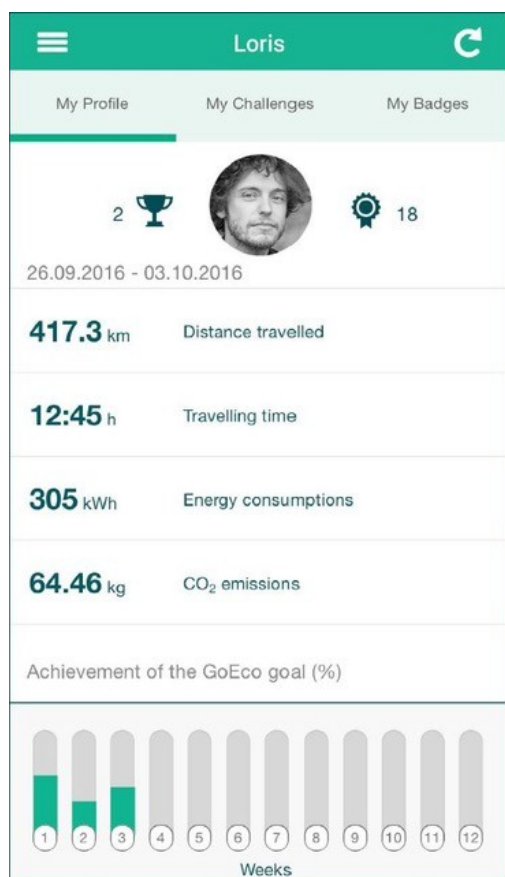 Loris
My Profile My Challenges My Badges
2 18
26.09.2016 - 03.10.2016
417.3 km Distance travelled
12:45 h Travelling time
305 kWh Energy consumptions
64.46 kg CO₂ emissions
Achievement of the GoEco goal (%)
1 2 3 4 5 6 7 8 9 10 11 12
Weeks